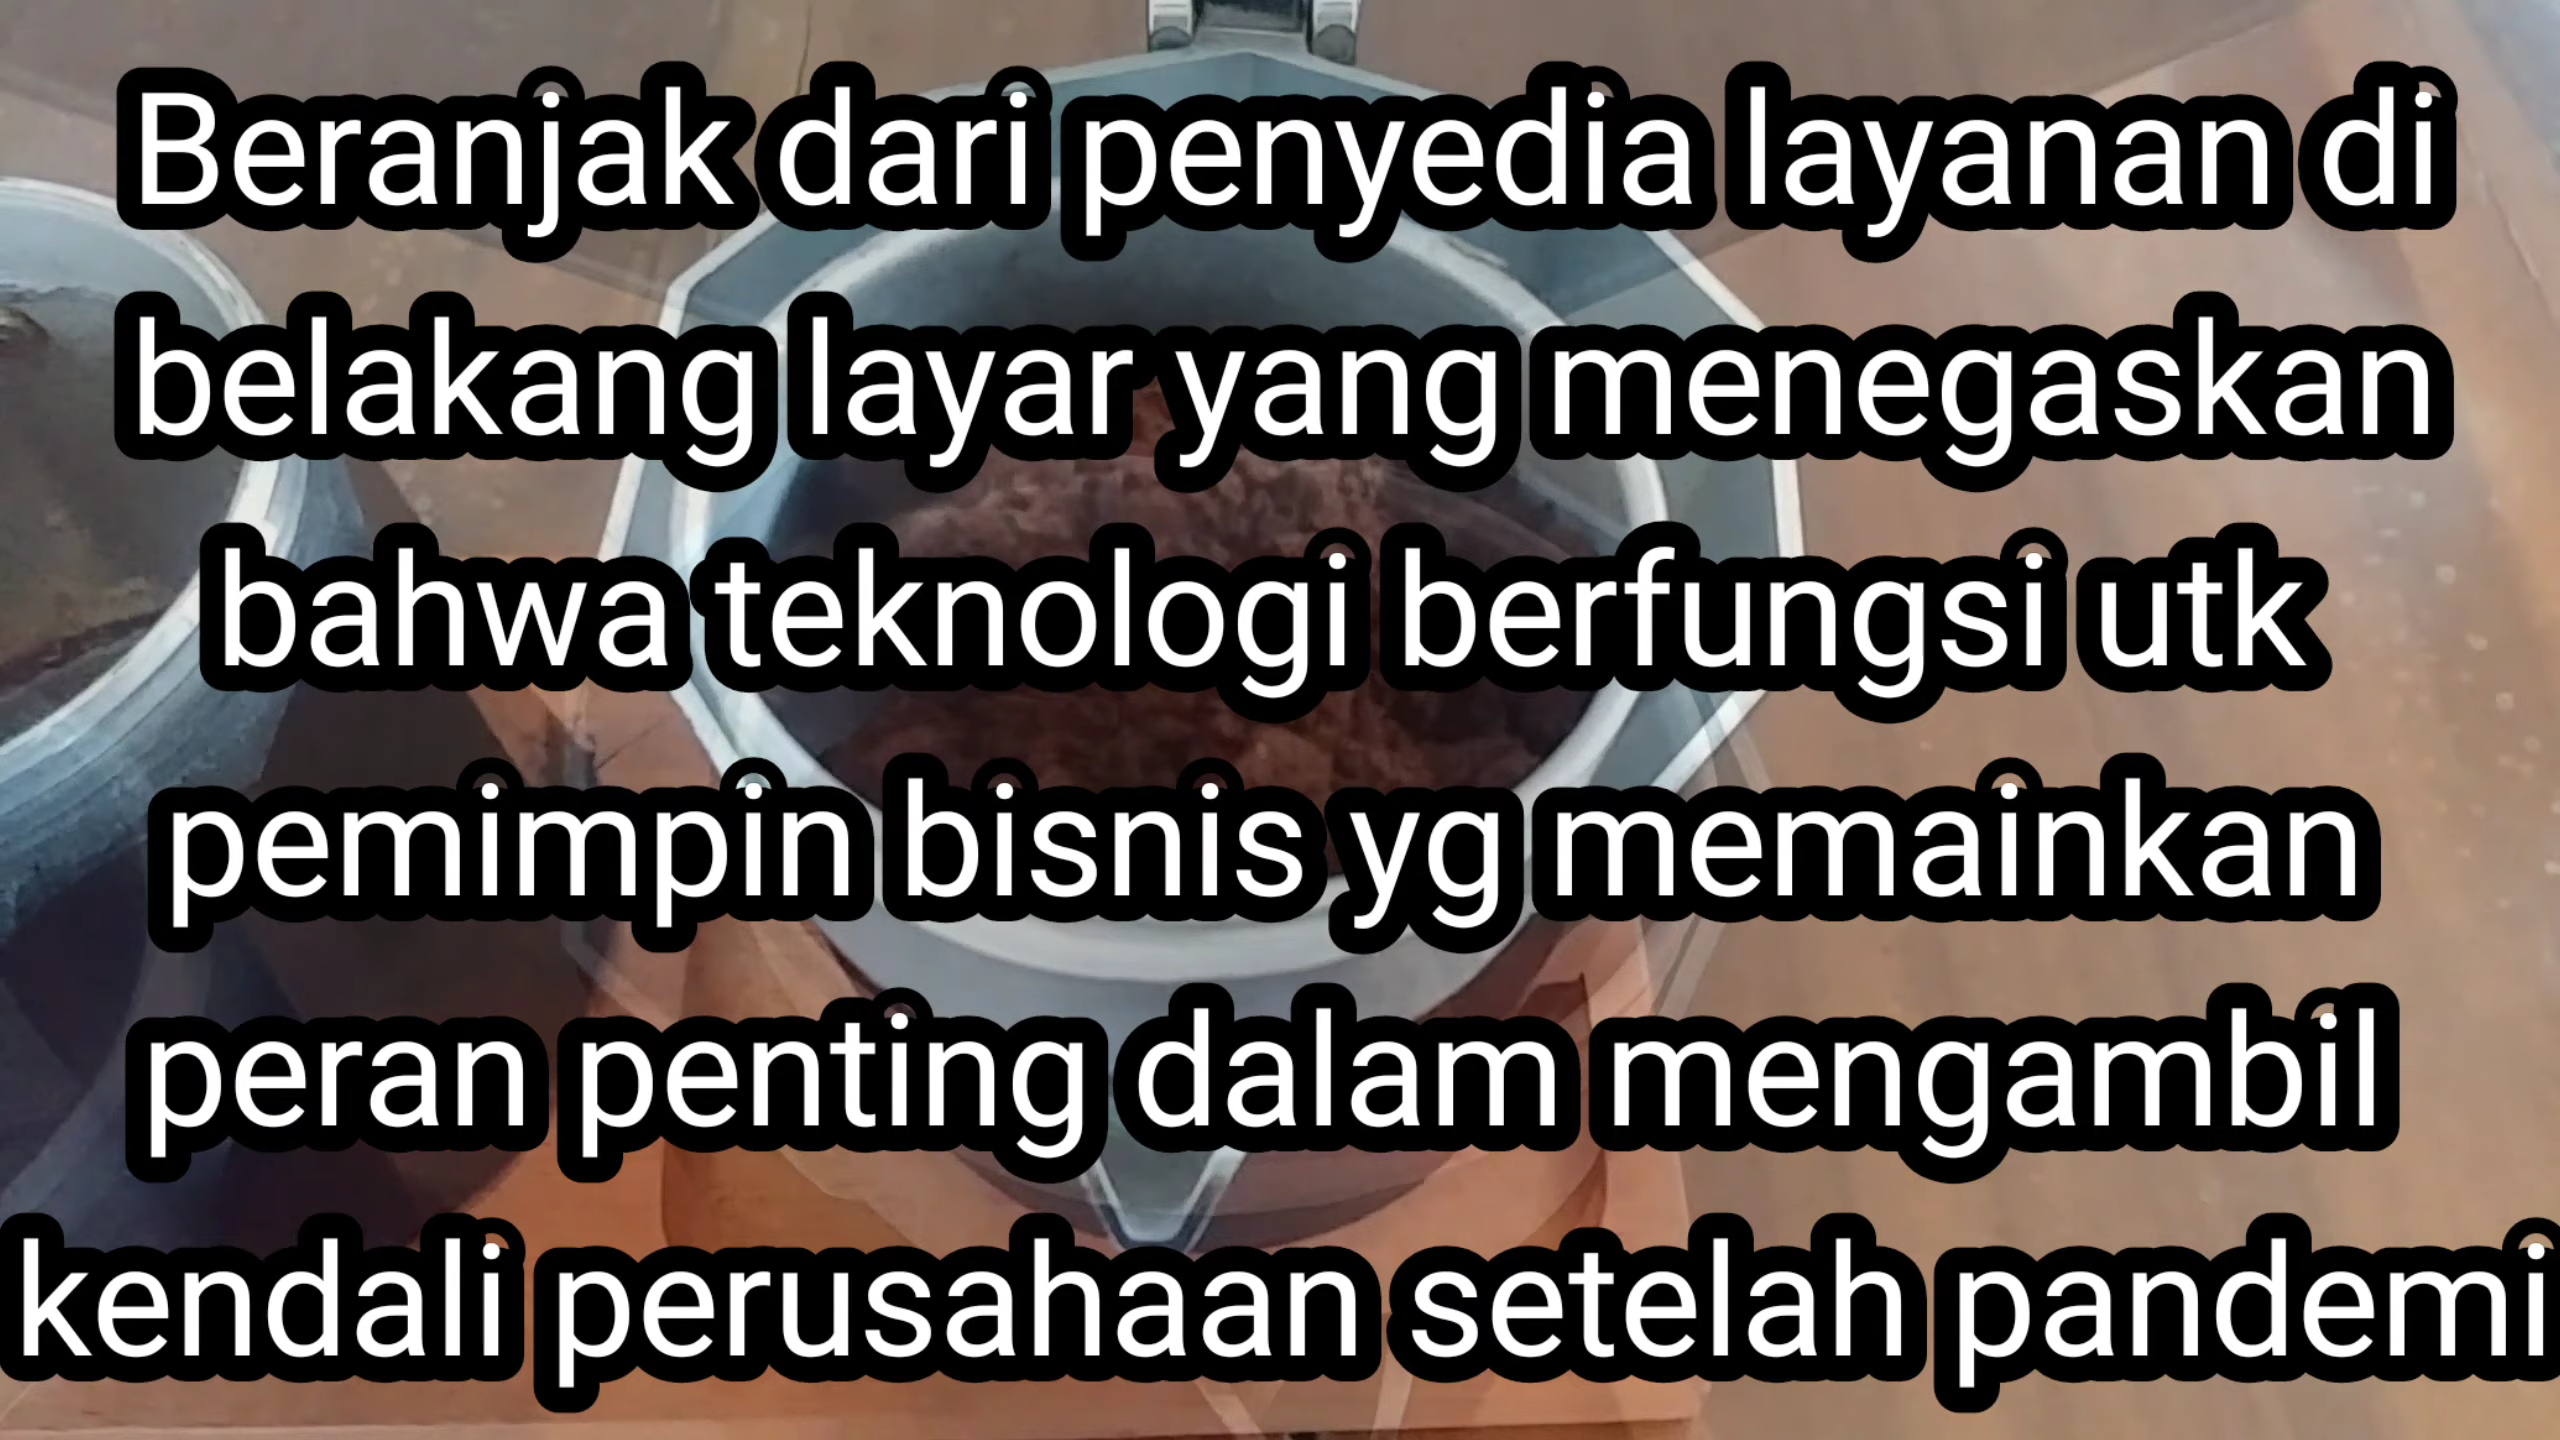 Beranjak dari penyedia layanan di
belakang layar yang menegaskan
bahwa teknologi berfungsi utk
pemimpin bisnis yg memainkan
peran penting dalam mengambil
kendali perusahaan setelah pandemi